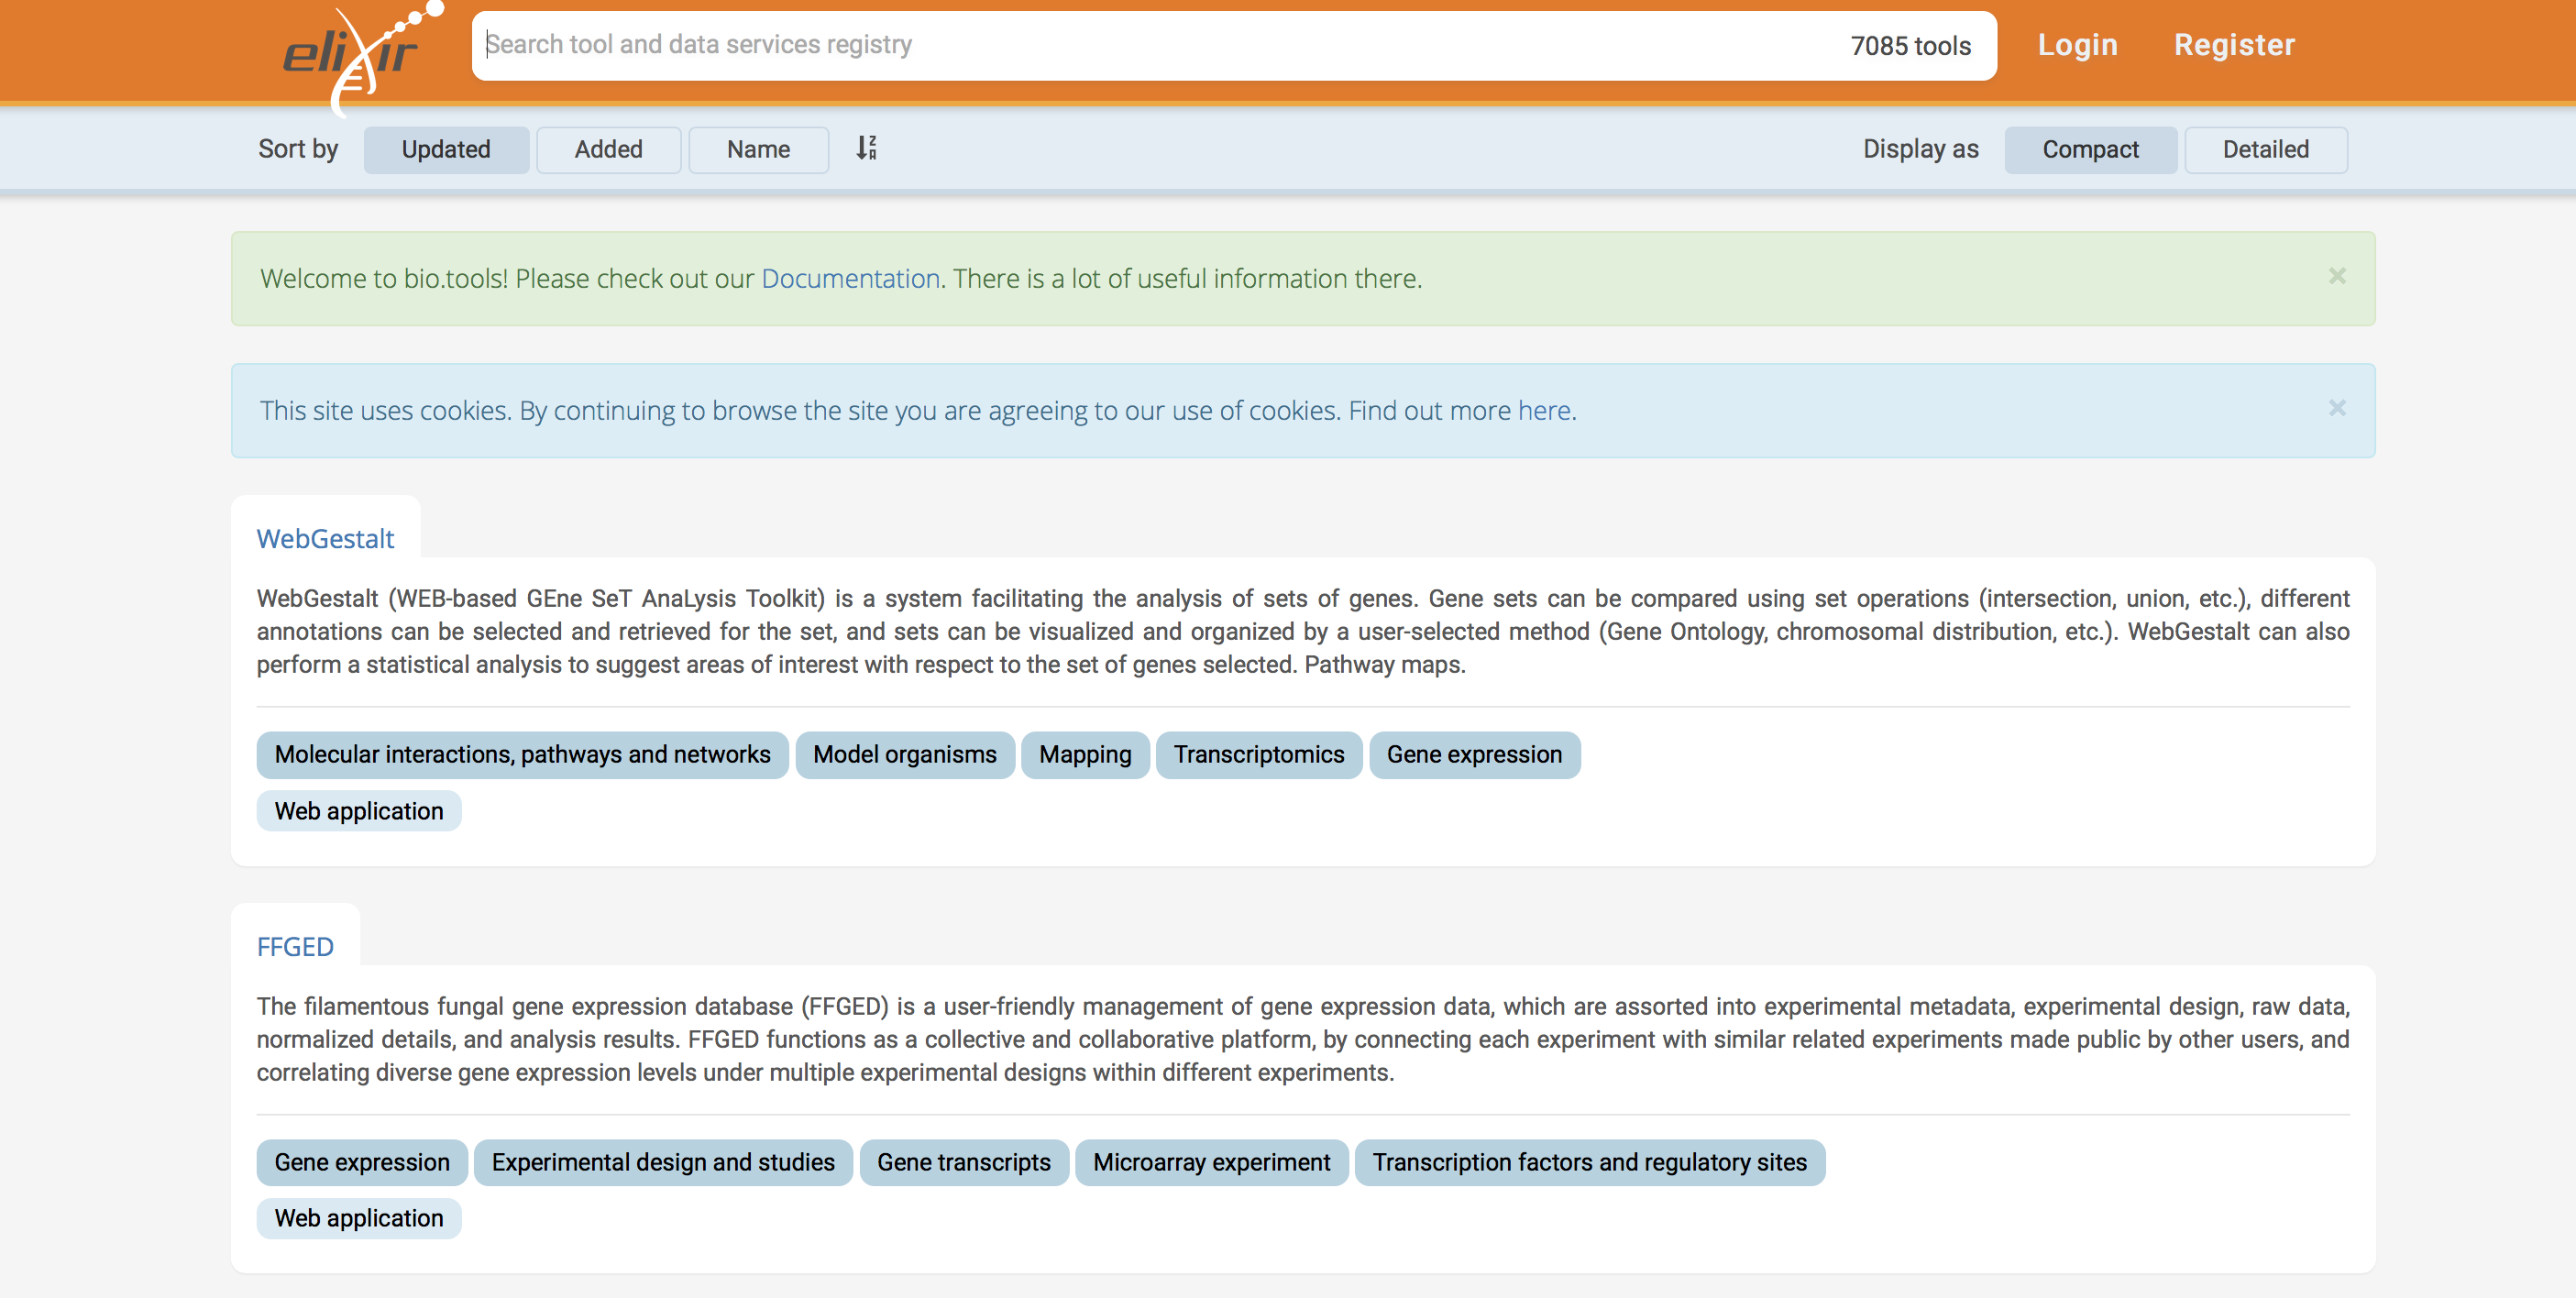 elixir
Search tool and data services registry 7085 tools Login Register
Sort by Updated Added Name Display as Compact Detailed
Welcome to bio.tools! Please check out our Documentation. There is a lot of useful information there. ×
This site uses cookies. By continuing to browse the site you are agreeing to our use of cookies. Find out more here. ×
WebGestalt
WebGestalt (WEB-based GEne SeT AnaLysis Toolkit) is a system facilitating the analysis of sets of genes. Gene sets can be compared using set operations (intersection, union, etc.), different
annotations can be selected and retrieved for the set, and sets can be visualized and organized by a user-selected method (Gene Ontology, chromosomal distribution, etc.). WebGestalt can also
perform a statistical analysis to suggest areas of interest with respect to the set of genes selected. Pathway maps.
Molecular interactions, pathways and networks Model organisms Mapping Transcriptomics Gene expression
Web application
FFGED
The filamentous fungal gene expression database (FFGED) is a user-friendly management of gene expression data, which are assorted into experimental metadata, experimental design, raw data,
normalized details, and analysis results. FFGED functions as a collective and collaborative platform, by connecting each experiment with similar related experiments made public by other users, and
correlating diverse gene expression levels under multiple experimental designs within different experiments.
Gene expression Experimental design and studies Gene transcripts Microarray experiment Transcription factors and regulatory sites
Web application